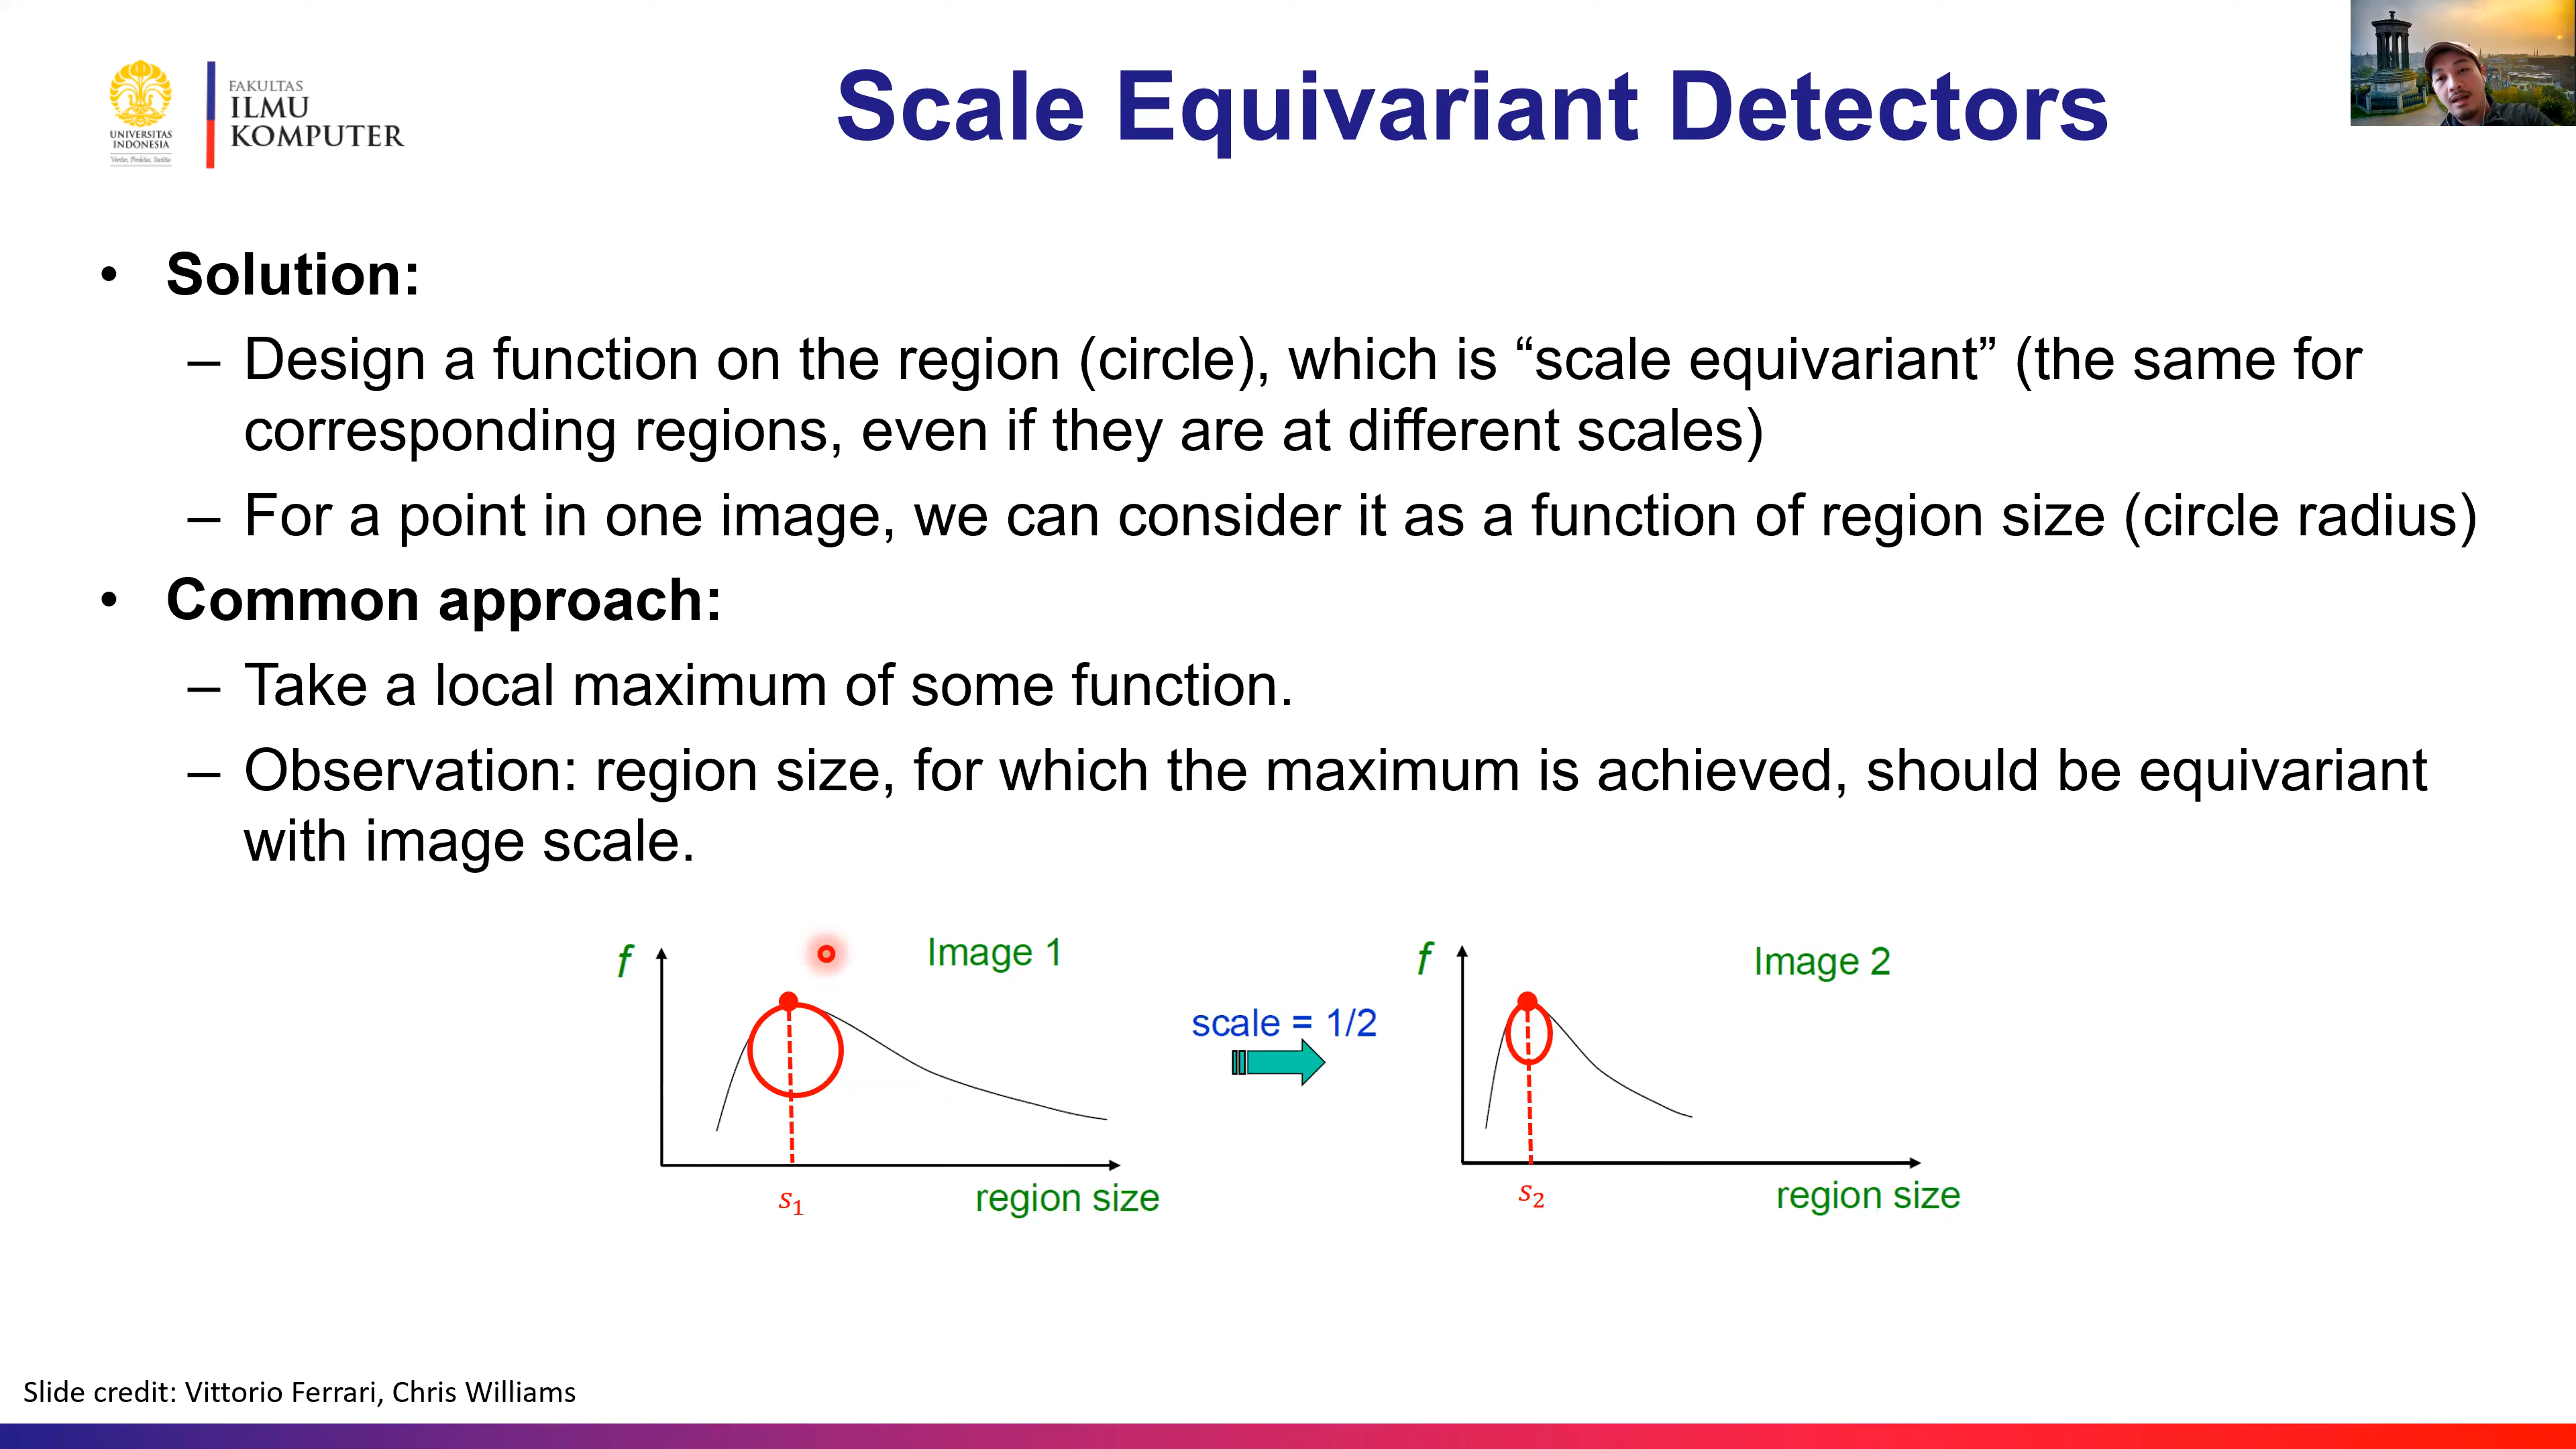 UNIVERSITAS
INDONESIA
Veritas, Probitas, Iustitia
FAKULTAS
ILMU
KOMPUTER
Scale Equivariant Detectors
• Solution:
– Design a function on the region (circle), which is “scale equivariant” (the same for
corresponding regions, even if they are at different scales)
– For a point in one image, we can consider it as a function of region size (circle radius)
• Common approach:
– Take a local maximum of some function.
– Observation: region size, for which the maximum is achieved, should be equivariant
with image scale.
f
Image 1
s₁
region size
scale = 1/2
f
Image 2
s₂
region size
Slide credit: Vittorio Ferrari, Chris Williams